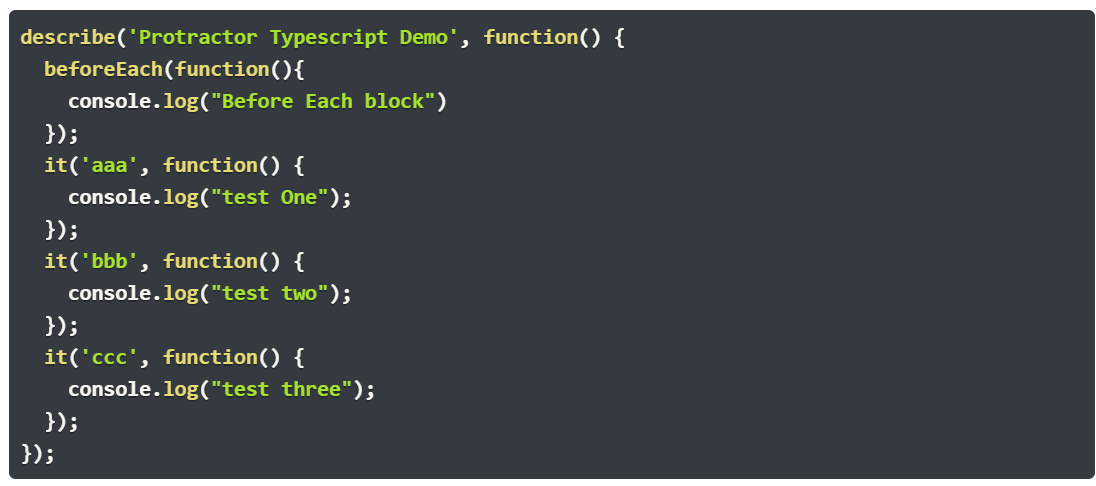 describe('Protractor Typescript Demo', function() {
  beforeEach(function(){
    console.log("Before Each block")
  });
  it('aaa', function() {
    console.log("test One");
  });
  it('bbb', function() {
    console.log("test two");
  });
  it('ccc', function() {
    console.log("test three");
  });
});